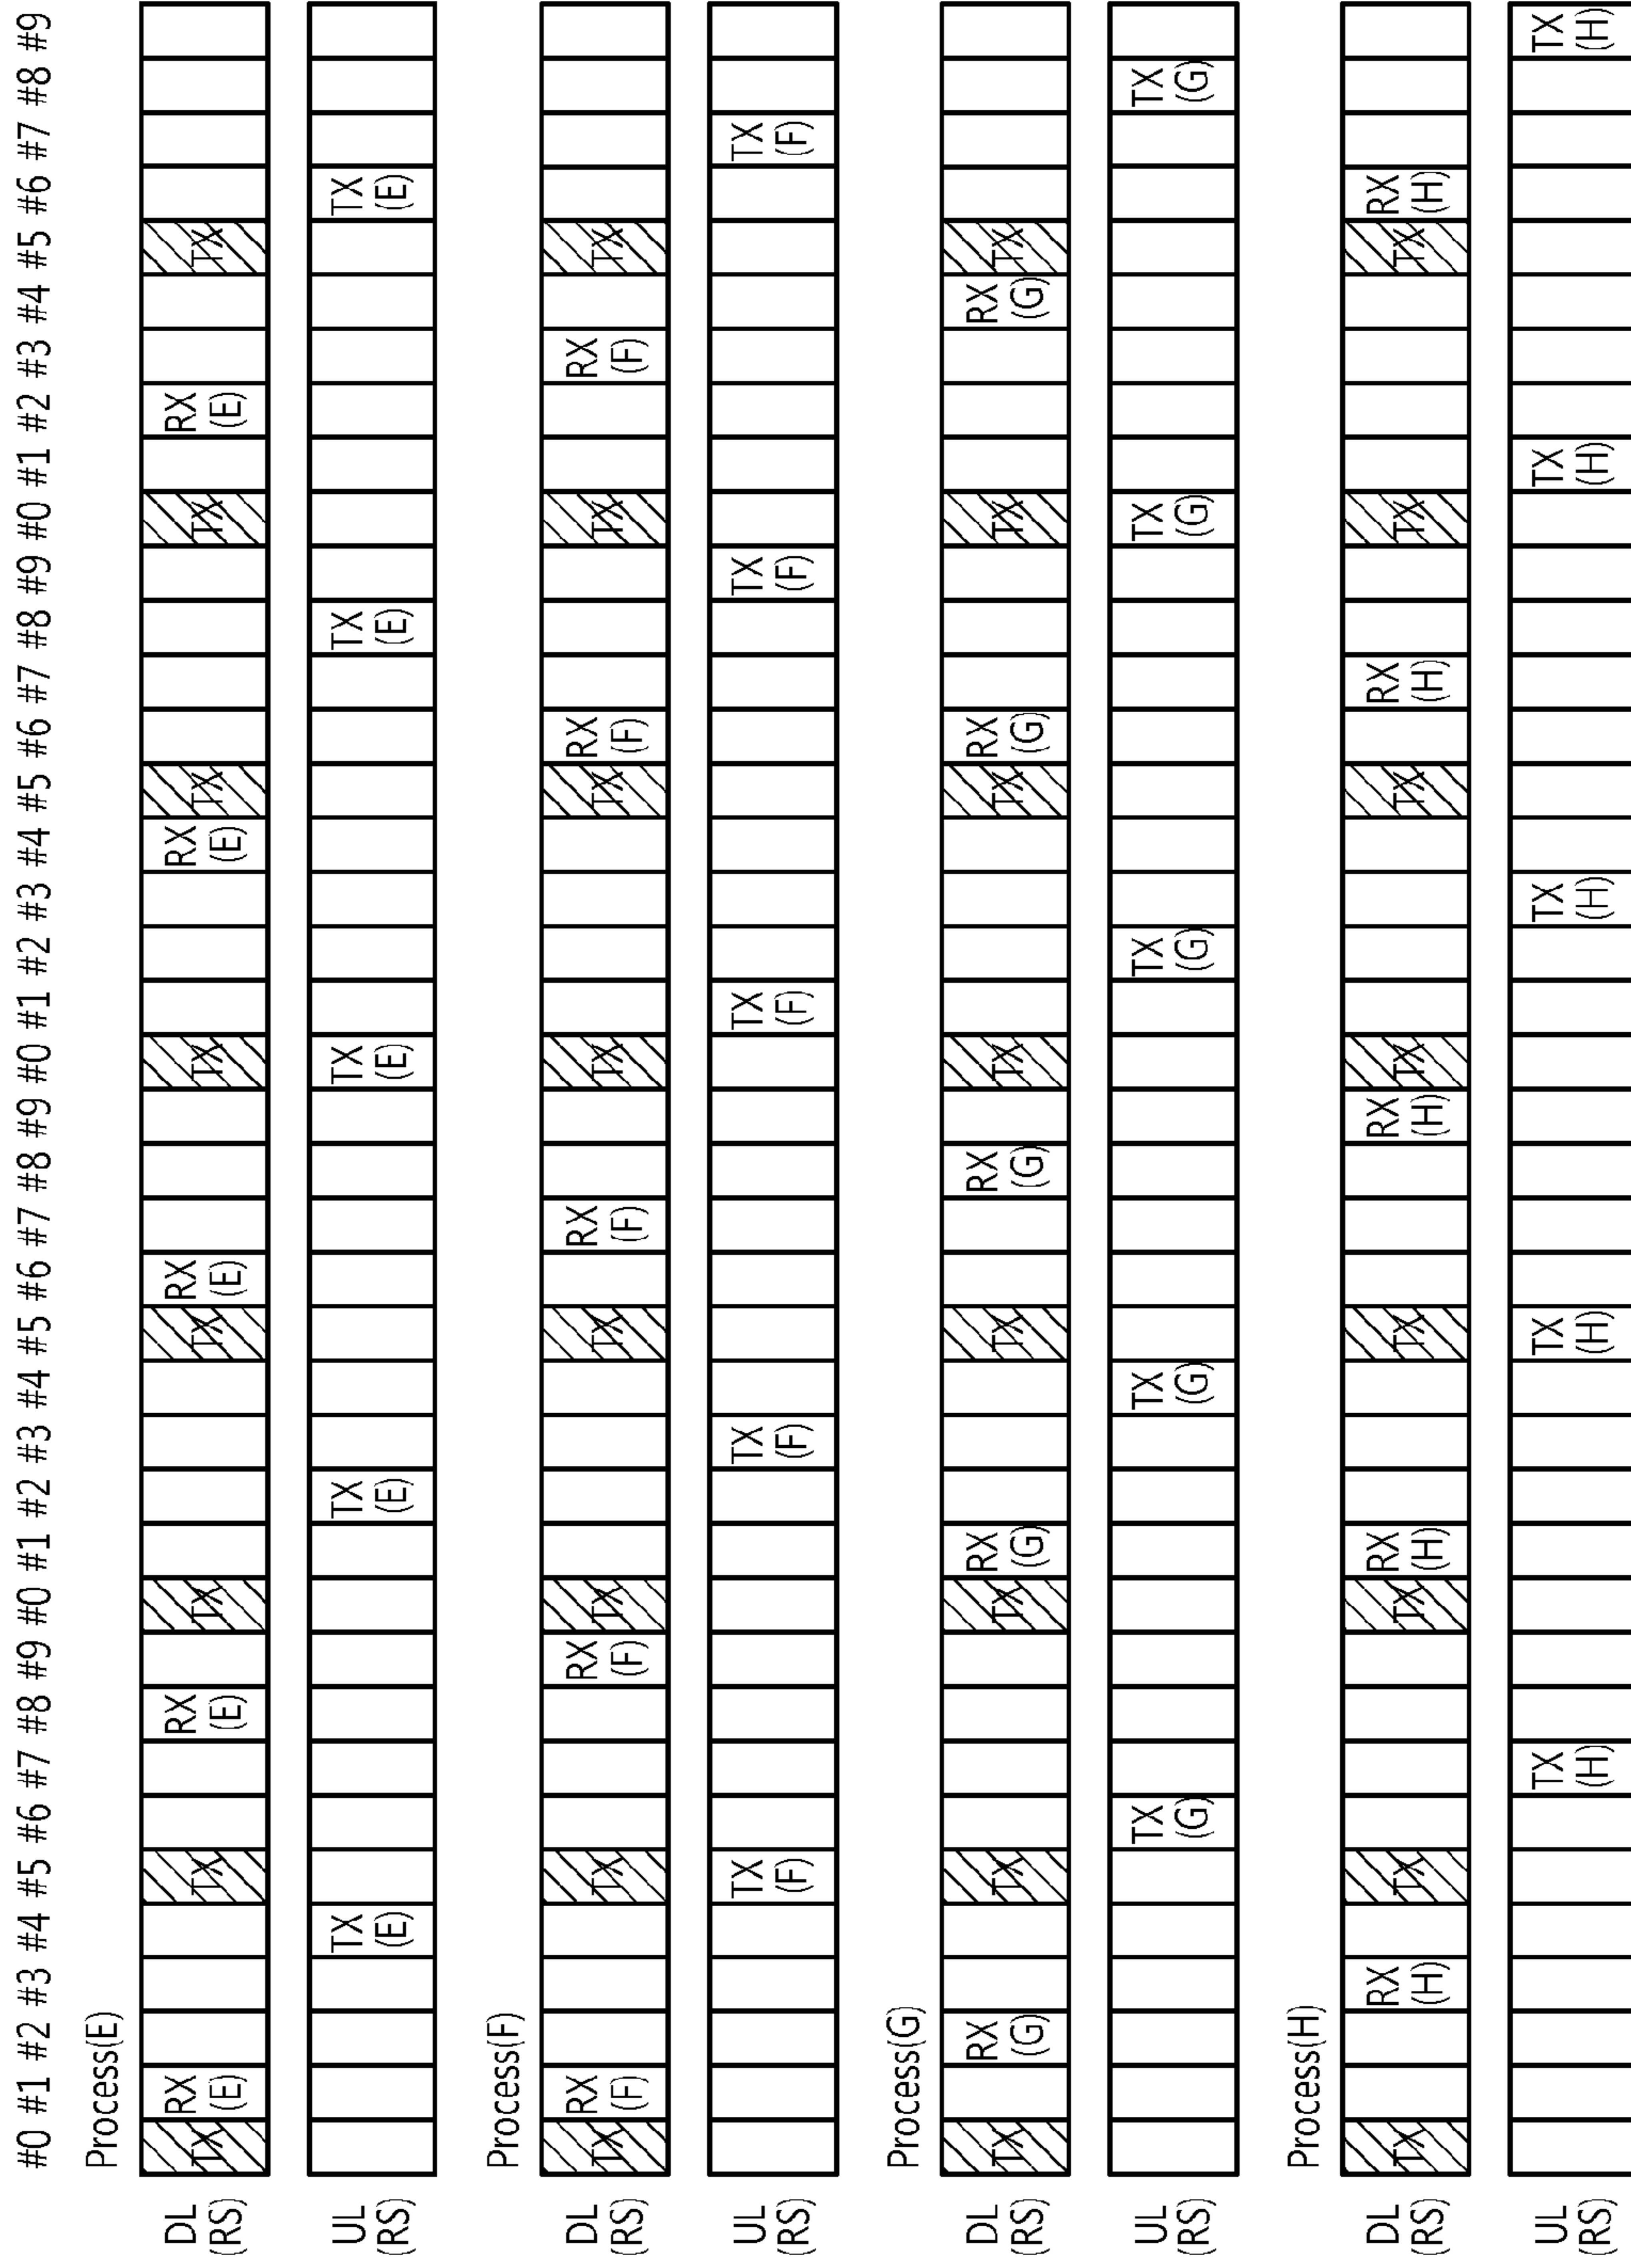 #0 #1 #2 #3 #4 #5 #6 #7 #8 #9 #0 #1 #2 #3 #4 #5 #6 #7 #8 #9 #0 #1 #2 #3 #4 #5 #6 #7 #8 #9 #0 #1 #2 #3 #4 #5 #6 #7 #8 #9
Process(E)
DL TX RX TX RX TX TX RX TX RX TX TX RX TX
(RS) (E) (E) (E) (E) (E)
UL TX TX TX TX TX
(RS) (E) (E) (E) (E) (E)
Process(F)
DL TX RX TX RX TX TX RX TX TX RX TX RX TX
(RS) (F) (F) (F) (F) (F)
UL TX TX TX TX TX
(RS) (F) (F) (F) (F) (F)
Process(G)
DL TX RX TX TX RX TX RX TX TX RX TX RX TX
(RS) (G) (G) (G) (G) (G)
UL TX TX TX TX TX
(RS) (G) (G) (G) (G) (G)
Process(H)
DL TX RX TX TX RX TX RX TX TX RX TX TX RX
(RS) (H) (H) (H) (H) (H)
UL TX TX TX TX TX
(RS) (H) (H) (H) (H) (H)